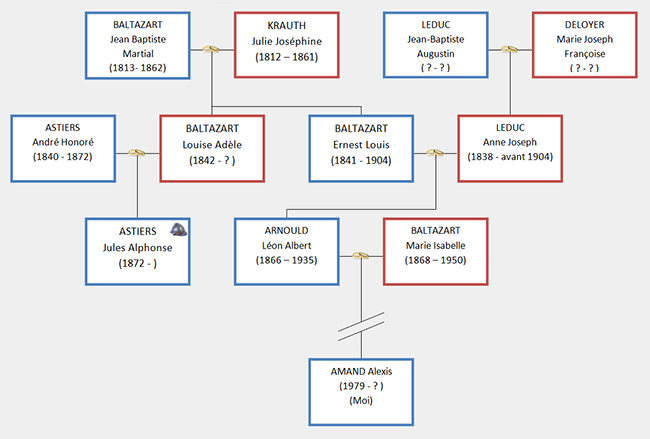 BALTAZART
Jean Baptiste
Martial
(1813- 1862)
KRAUTH
Julie Joséphine
(1812 – 1861)
LEDUC
Jean-Baptiste
Augustin
( ? - ? )
DELOYER
Marie Joseph
Françoise
( ? - ? )
ASTIERS
André Honoré
(1840 - 1872)
BALTAZART
Louise Adèle
(1842 - ? )
BALTAZART
Ernest Louis
(1841 - 1904)
LEDUC
Anne Joseph
(1838 - avant 1904)
ASTIERS
Jules Alphonse
(1872 - )
ARNOULD
Léon Albert
(1866 – 1935)
BALTAZART
Marie Isabelle
(1868 – 1950)
AMAND Alexis
(1979 - ? )
(Moi)